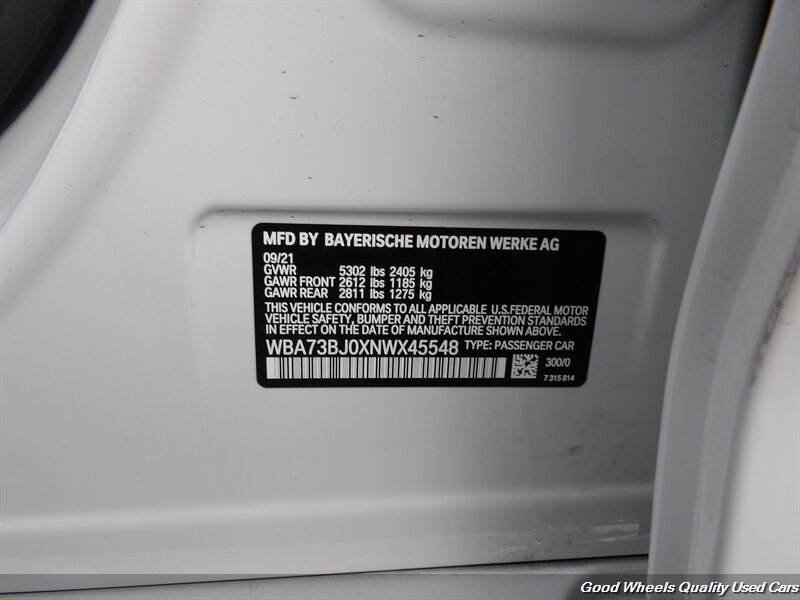 MFD BY BAYERISCHE MOTOREN WERKE AG
09/21
GVWR 5302 lbs 2405 kg
GAWR FRONT 2612 lbs 1185 kg
GAWR REAR 2811 lbs 1275 kg
THIS VEHICLE CONFORMS TO ALL APPLICABLE U.S.FEDERAL MOTOR
VEHICLE SAFETY, BUMPER AND THEFT PREVENTION STANDARDS
IN EFFECT ON THE DATE OF MANUFACTURE SHOWN ABOVE.
WBA73BJ0XNWX45548 TYPE: PASSENGER CAR
300/0
7 315 814
Good Wheels Quality Used Cars